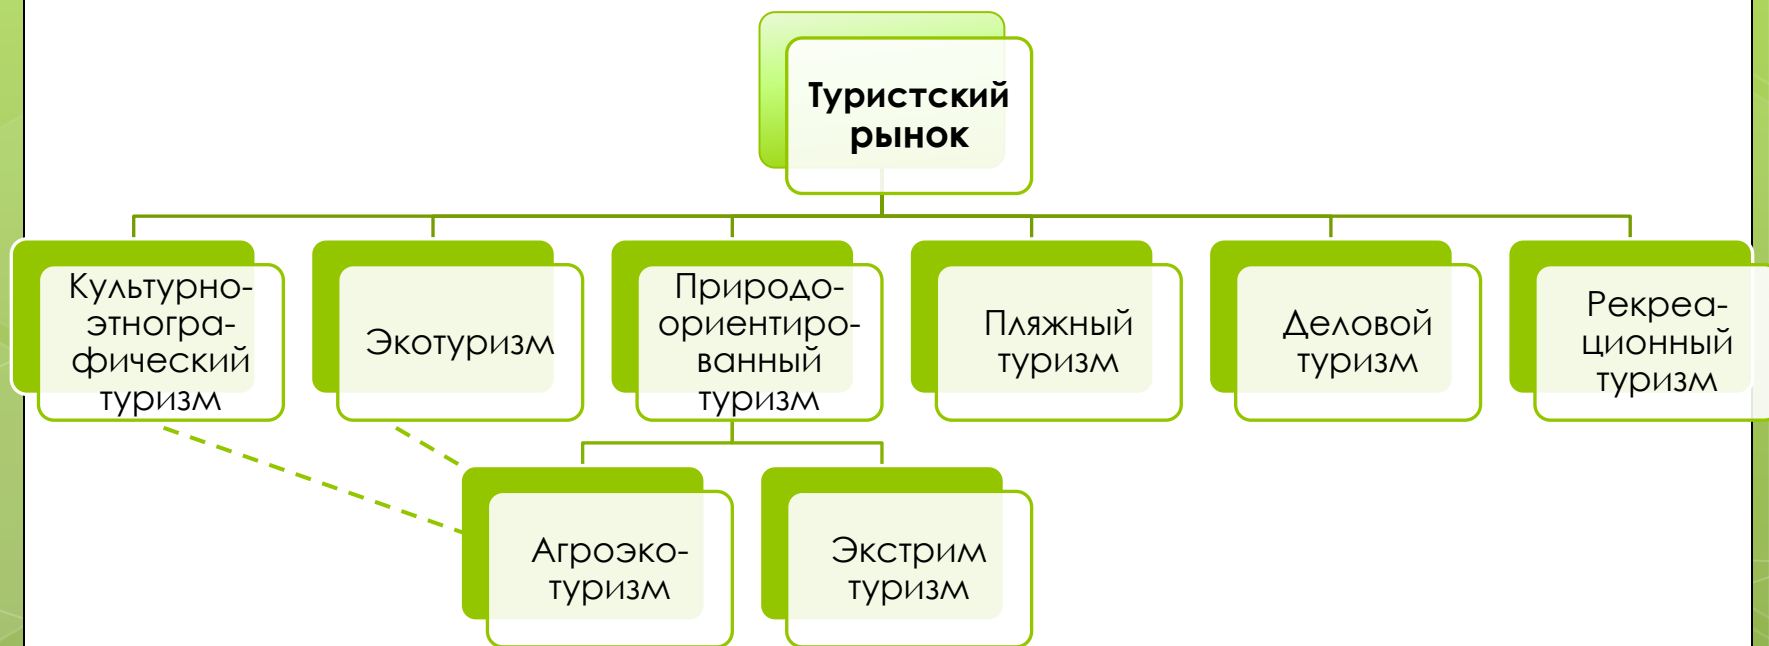 Туристский
рынок
Культурно-
этногра-
фический
туризм
Экотуризм
Природо-
ориентиро-
ванный
туризм
Пляжный
туризм
Деловой
туризм
Рекреа-
ционный
туризм
Агроэко-
туризм
Экстрим
туризм